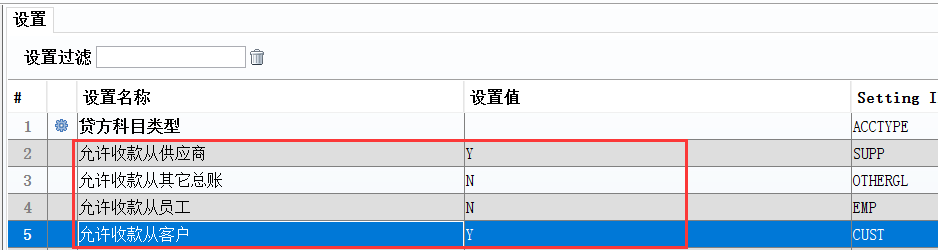 设置
设置过滤
# 设置名称 设置值 Setting I
1 贷方科目类型 ACCTYPE
2 允许收款从供应商 Y SUPP
3 允许收款从其它总账 N OTHERGL
4 允许收款从员工 N EMP
5 允许收款从客户 Y CUST